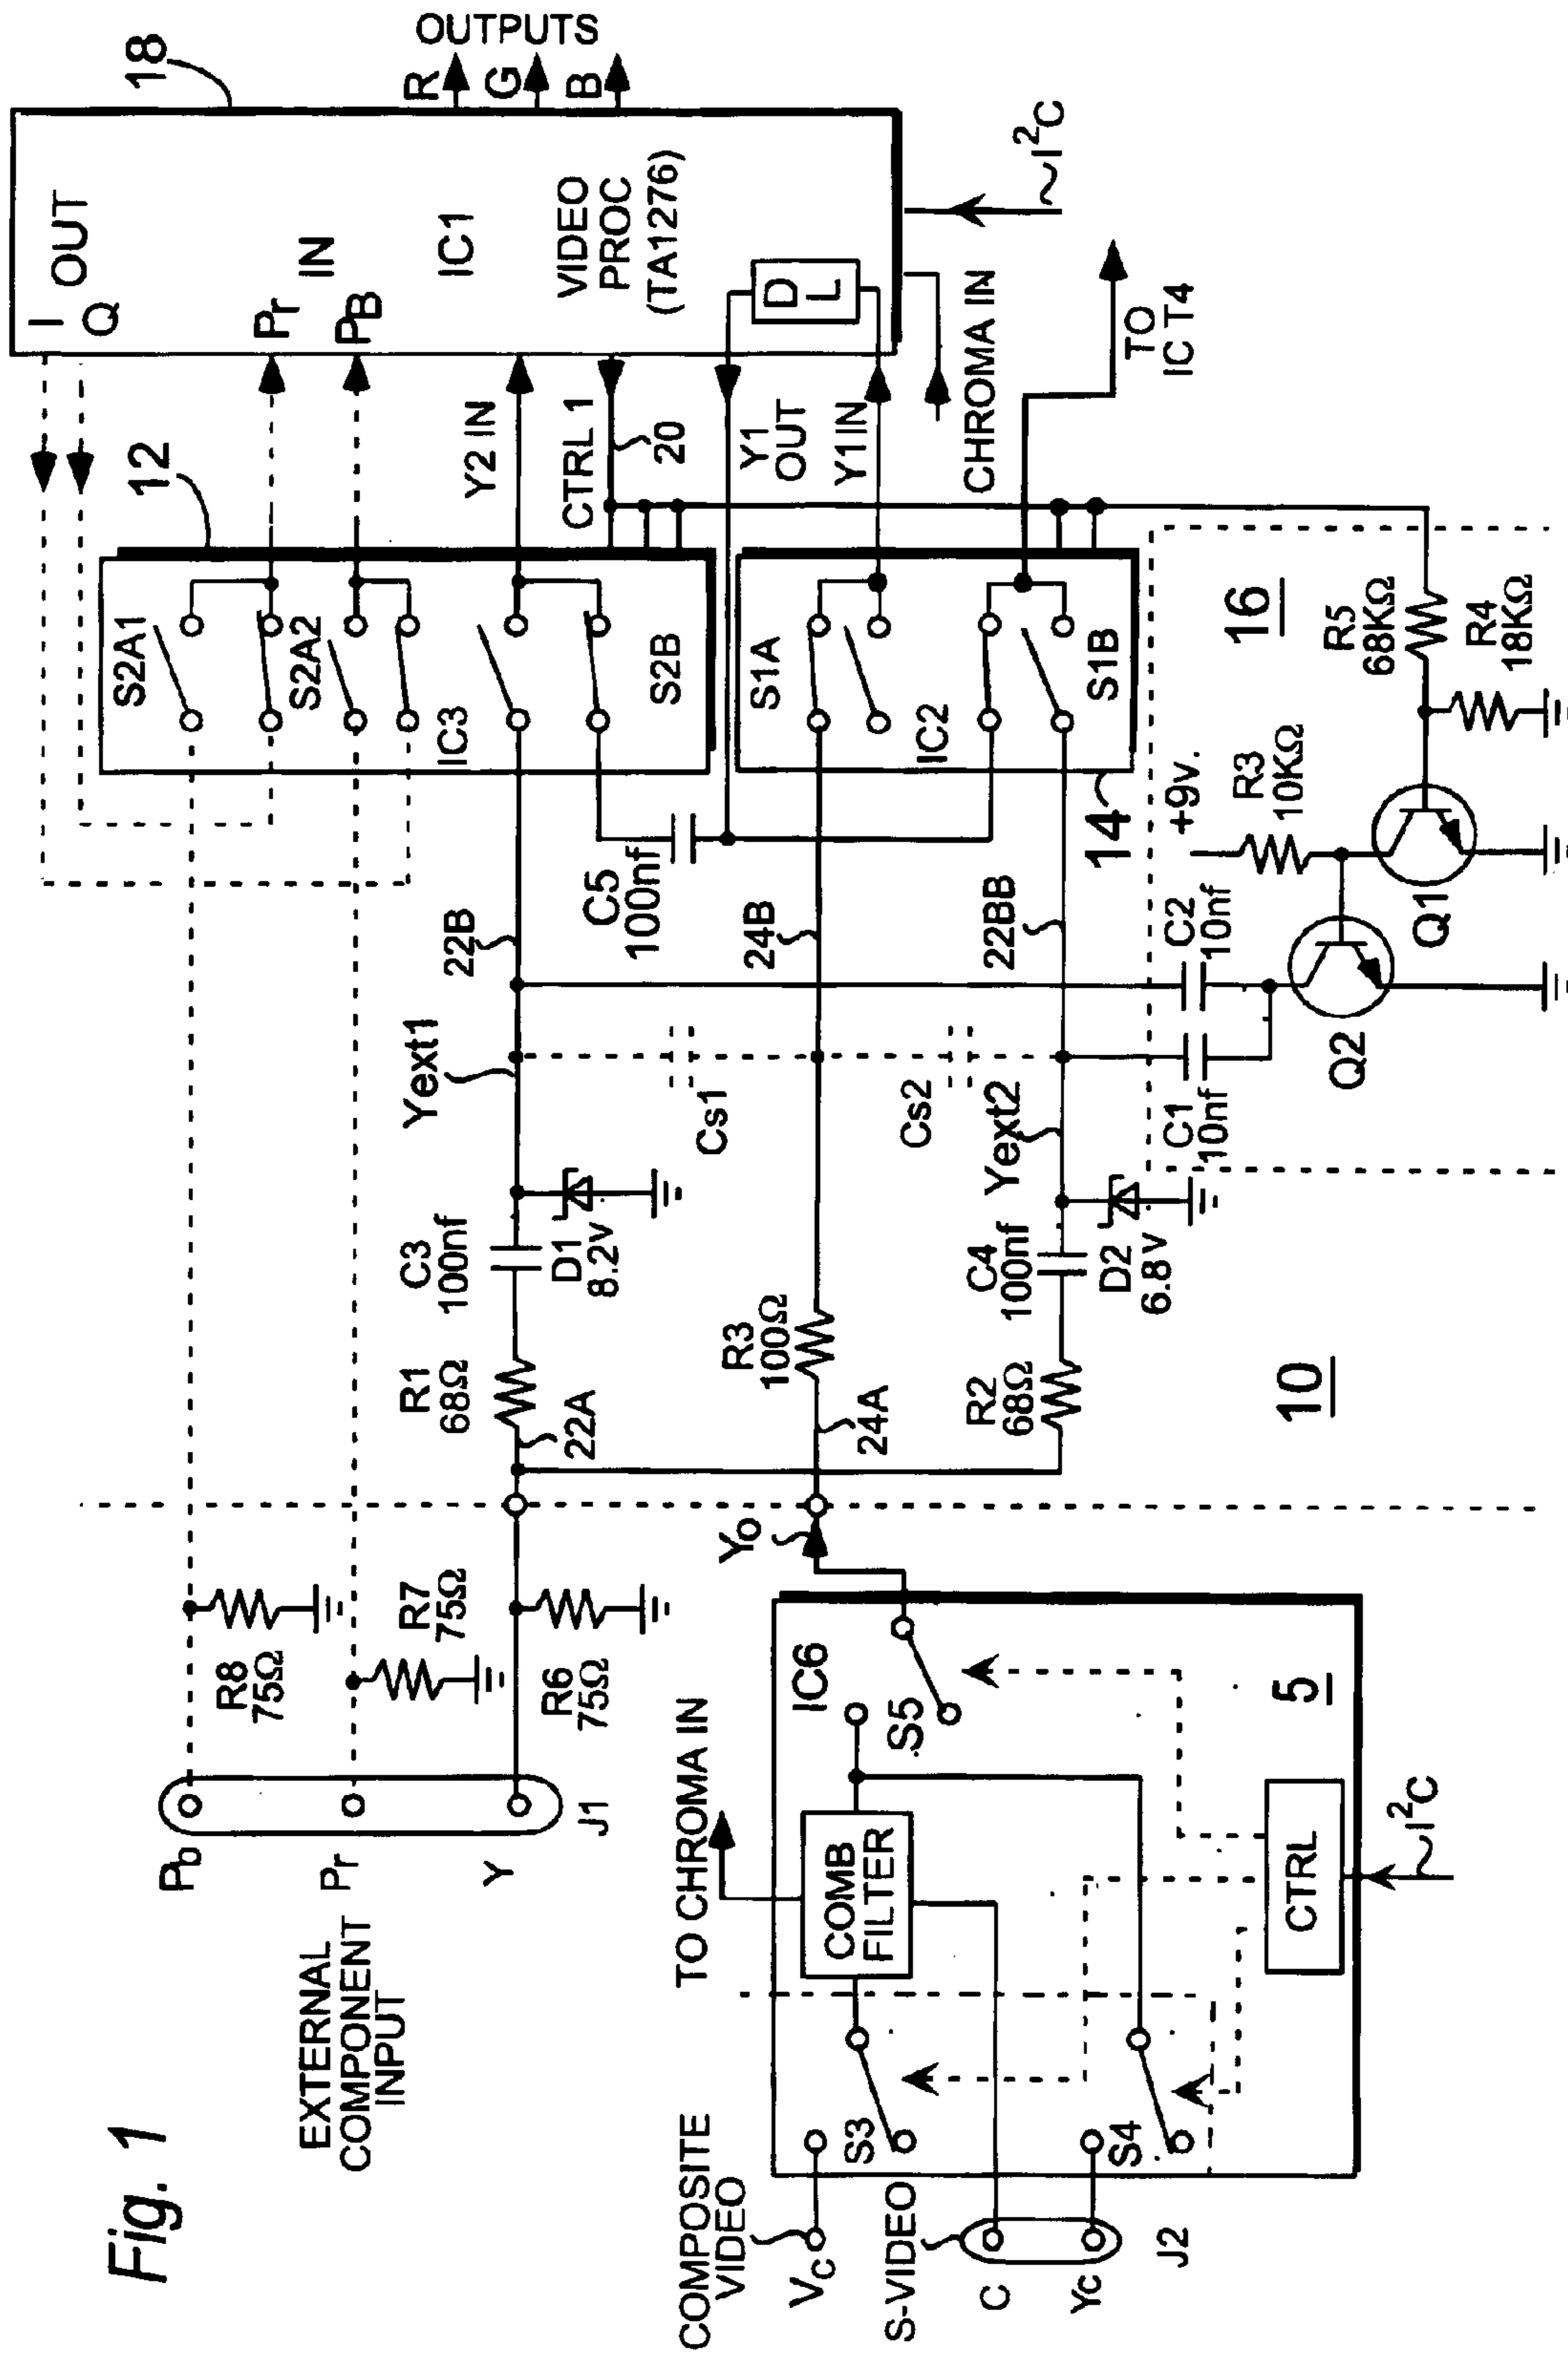 Fig. 1
EXTERNAL
COMPONENT
INPUT
Pb
Pr
Y
J1
R8
75Ω
R7
75Ω
R6
75Ω
COMPOSITE
VIDEO
VC
S-VIDEO
C
Yc
J2
TO CHROMA IN
COMB
FILTER
S3
S4
IC6
S5
5
CTRL
I²C
Yo
22A
R1
68Ω
C3
100nf
D1
8.2v
Yext1
22B
24A
R3
100Ω
Cs1
24B
Cs2
R2
68Ω
C4
100nf
D2
6.8v
Yext2
22BB
10
C5
100nf
C1
10nf
C2
10nf
Q2
Q1
+9v.
R3
10KΩ
R5
68KΩ
R4
18KΩ
16
12
S2A1
S2A2
IC3
S2B
14
S1A
IC2
S1B
Y2 IN
CTRL 1
20
Y1
OUT
Y1IN
CHROMA IN
TO
IC T4
18
I
Q
OUT
Pr
PB
IN
IC1
VIDEO
PROC
(TA1276)
D
L
I²C
R
G
B
OUTPUTS